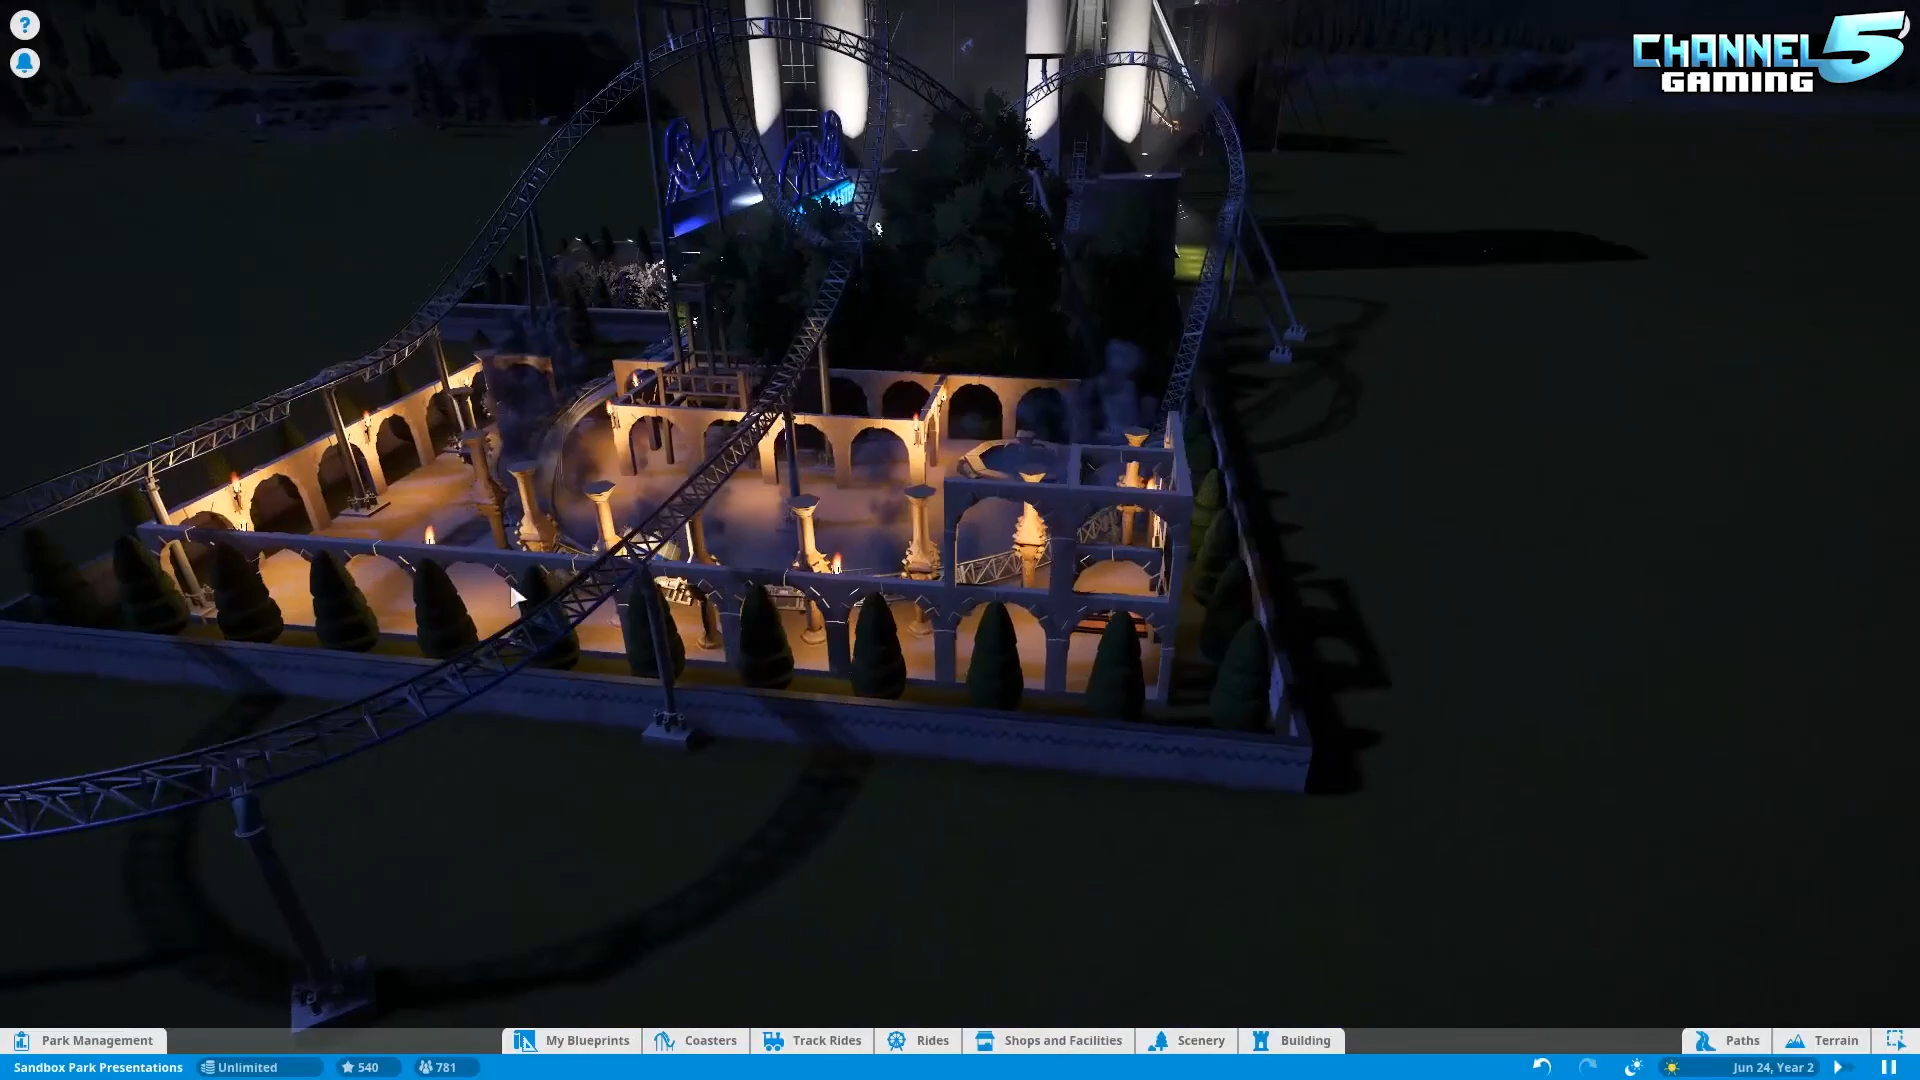 ?
CHANNEL 5
GAMING
Park Management
My Blueprints
Coasters
Track Rides
Rides
Shops and Facilities
Scenery
Building
Paths
Terrain
Sandbox Park Presentations
Unlimited
540
781
Jun 24, Year 2